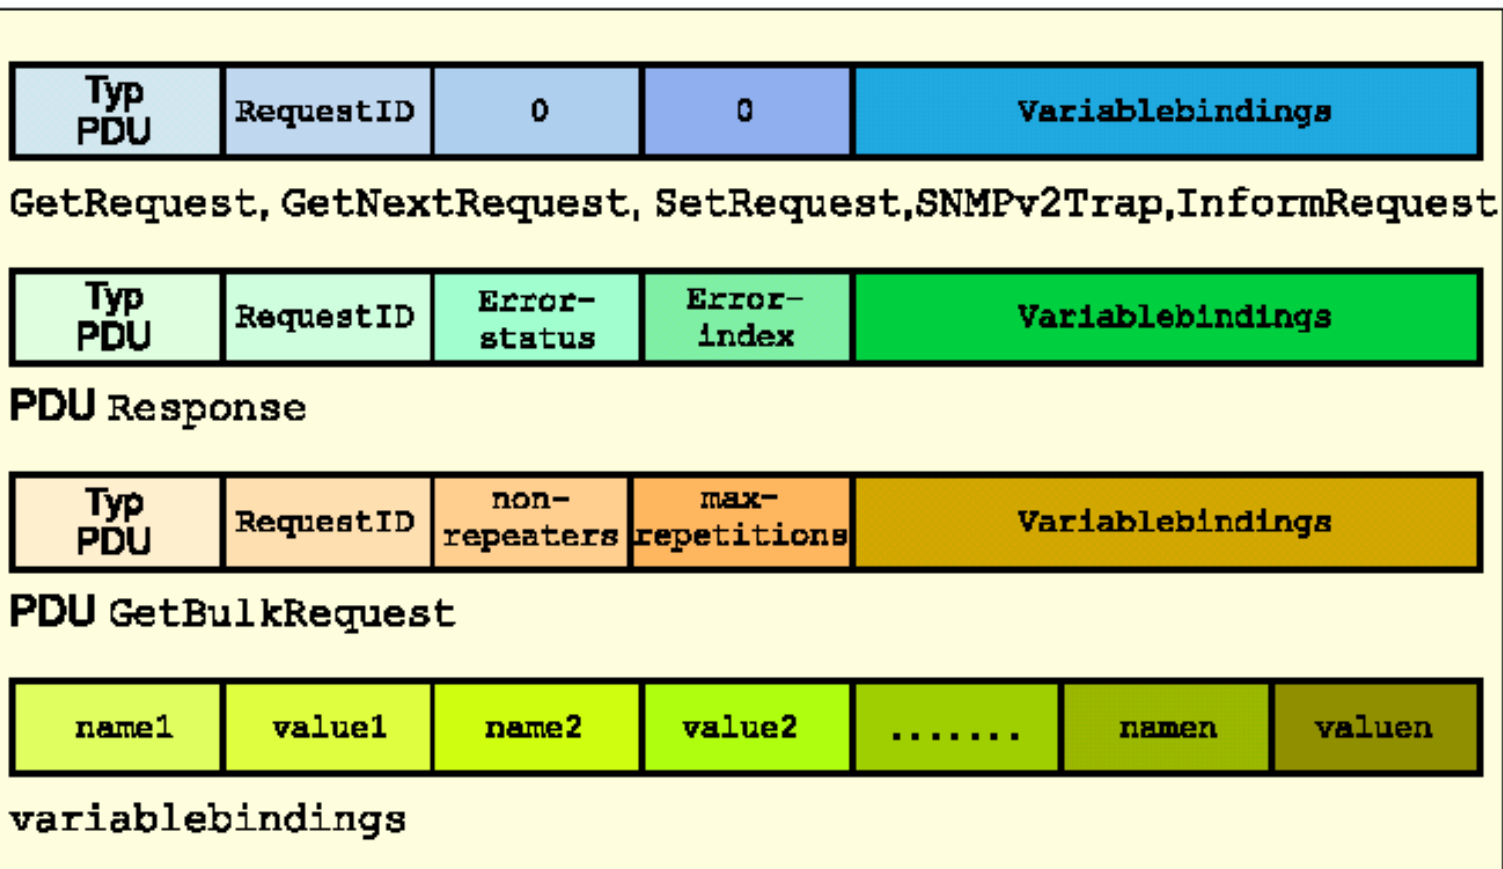 Typ PDU RequestID 0 0 Variablebindings
GetRequest, GetNextRequest, SetRequest,SNMPv2Trap,InformRequest
Typ PDU RequestID Error-status Error-index Variablebindings
PDU Response
Typ PDU RequestID non-repeaters max-repetitions Variablebindings
PDU GetBulkRequest
name1 value1 name2 value2 ....... namen valuen
variablebindings